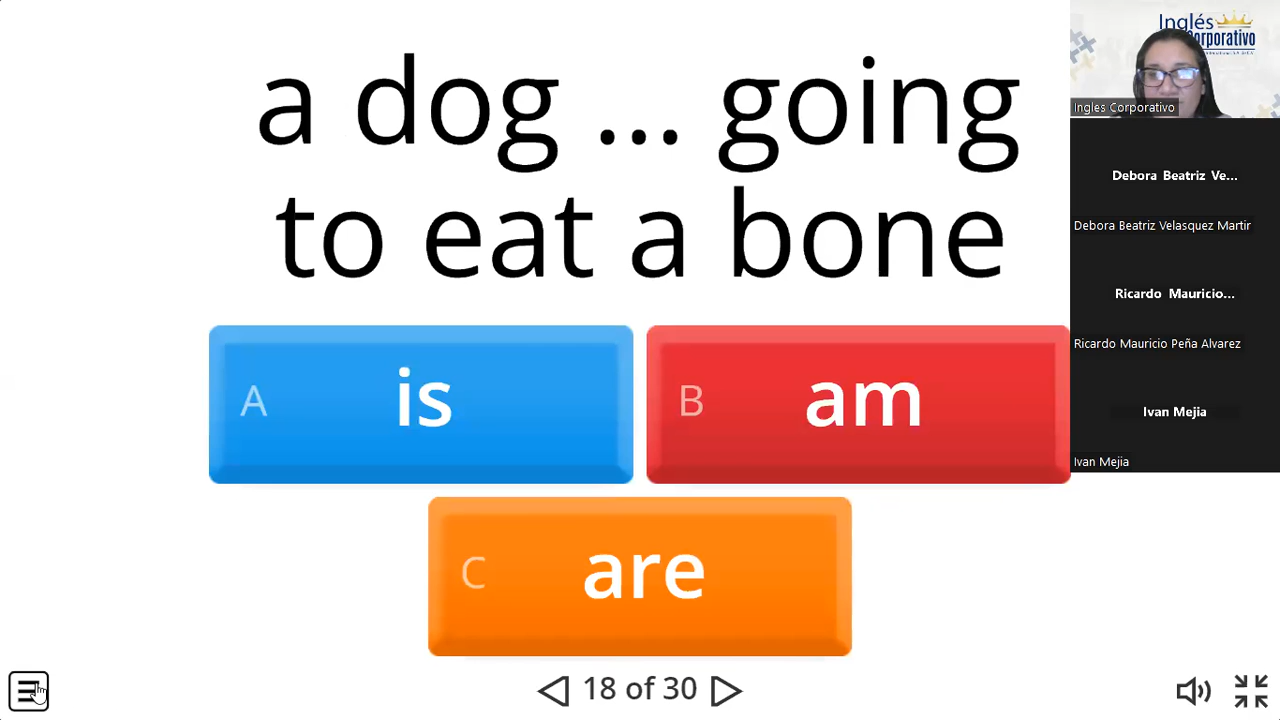 a dog ... going
to eat a bone
A is
B am
C are
18 of 30
Inglés
Corporativo
Ingles Corporativo
Debora Beatriz Ve...
Debora Beatriz Velasquez Martir
Ricardo Mauricio...
Ricardo Mauricio Peña Alvarez
Ivan Mejia
Ivan Mejia